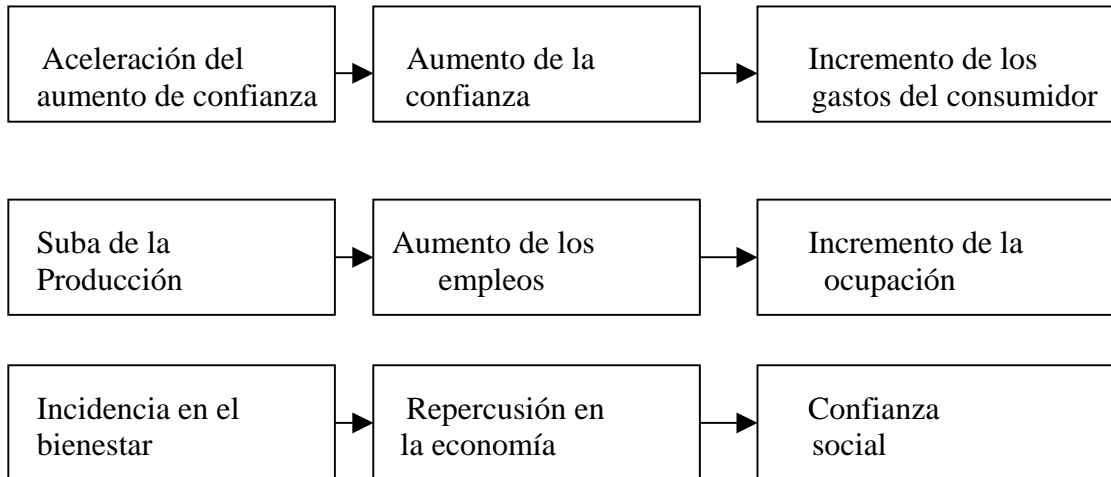 Aceleración del
aumento de confianza
Aumento de la
confianza
Incremento de los
gastos del consumidor
Suba de la
Producción
Aumento de los
empleos
Incremento de la
ocupación
Incidencia en el
bienestar
Repercusión en
la economía
Confianza
social